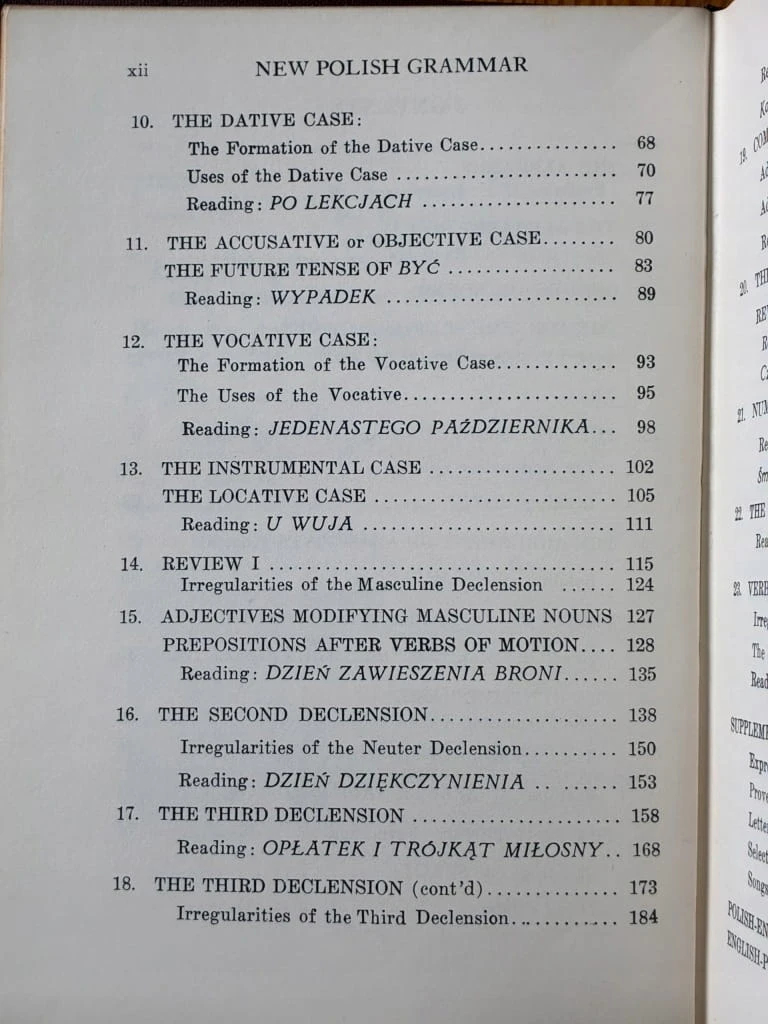 xii NEW POLISH GRAMMAR
10. THE DATIVE CASE:
The Formation of the Dative Case............... 68
Uses of the Dative Case ........................ 70
Reading: PO LEKCJACH ..................... 77
11. THE ACCUSATIVE or OBJECTIVE CASE........ 80
THE FUTURE TENSE OF BYĆ .................. 83
Reading: WYPADEK ......................... 89
12. THE VOCATIVE CASE:
The Formation of the Vocative Case............. 93
The Uses of the Vocative....................... 95
Reading: JEDENASTEGO PAŹDZIERNIKA... 98
13. THE INSTRUMENTAL CASE .................... 102
THE LOCATIVE CASE .......................... 105
Reading: U WUJA ............................ 111
14. REVIEW I ...................................... 115
Irregularities of the Masculine Declension ...... 124
15. ADJECTIVES MODIFYING MASCULINE NOUNS 127
PREPOSITIONS AFTER VERBS OF MOTION.... 128
Reading: DZIEŃ ZAWIESZENIA BRONI...... 135
16. THE SECOND DECLENSION.................... 138
Irregularities of the Neuter Declension.......... 150
Reading: DZIEŃ DZIĘKCZYNIENIA .. ...... 153
17. THE THIRD DECLENSION ...................... 158
Reading: OPŁATEK I TRÓJKĄT MIŁOSNY.. 168
18. THE THIRD DECLENSION (cont'd).............. 173
Irregularities of the Third Declension............ 184
19.
20.
21.
22. THE
23.
The